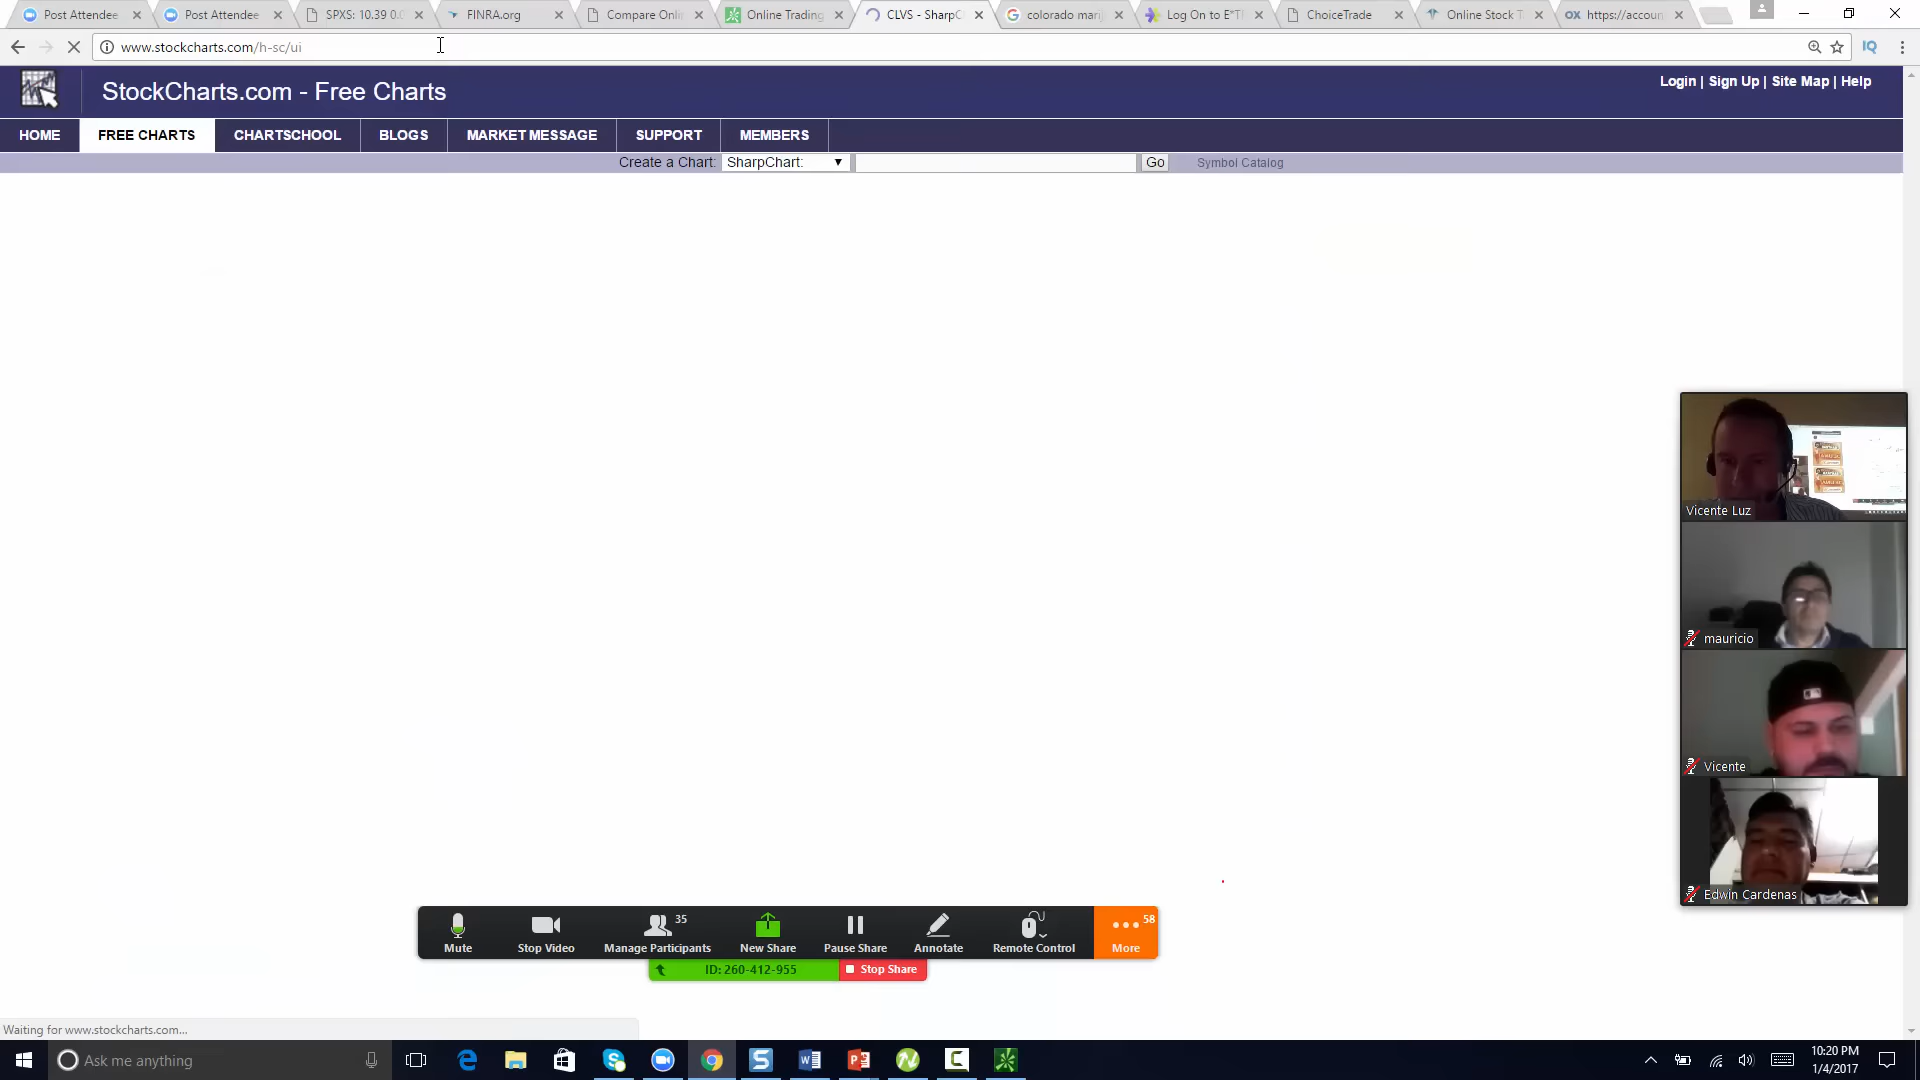 Post Attendee
Post Attendee
SPXS: 10.39 0.0
FINRA.org
Compare Onli
Online Trading
CLVS - SharpC
colorado marij
Log On to E*T
ChoiceTrade
Online Stock T
OX https://accoun
www.stockcharts.com/h-sc/ui
IQ
StockCharts.com - Free Charts
Login | Sign Up | Site Map | Help
HOME
FREE CHARTS
CHARTSCHOOL
BLOGS
MARKET MESSAGE
SUPPORT
MEMBERS
Create a Chart: SharpChart: Go Symbol Catalog
Vicente Luz
mauricio
Vicente
Edwin Cardenas
35
58
Mute
Stop Video
Manage Participants
New Share
Pause Share
Annotate
Remote Control
More
ID: 260-412-955
Stop Share
Waiting for www.stockcharts.com...
Ask me anything
10:20 PM
1/4/2017